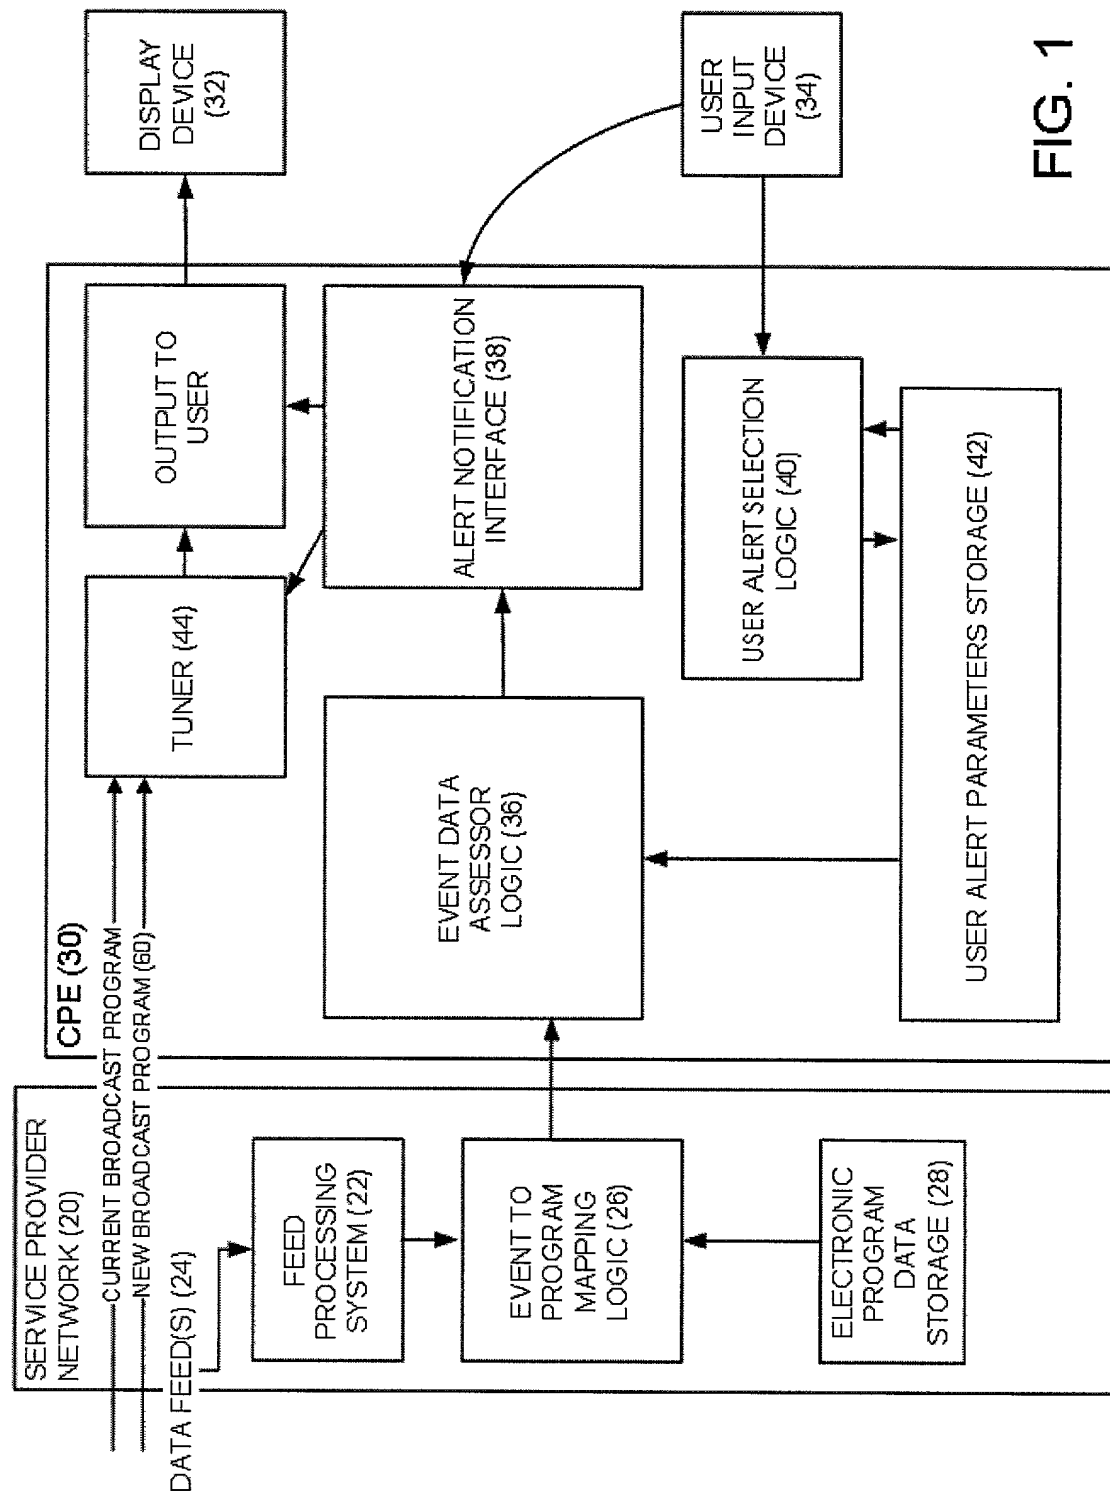 SERVICE PROVIDER
NETWORK (20)
CURRENT BROADCAST PROGRAM
NEW BROADCAST PROGRAM (60)
DATA FEED(S) (24)
FEED
PROCESSING
SYSTEM (22)
EVENT TO
PROGRAM
MAPPING
LOGIC (26)
ELECTRONIC
PROGRAM
DATA
STORAGE (28)
CPE (30)
TUNER (44)
OUTPUT TO
USER
DISPLAY
DEVICE
(32)
EVENT DATA
ASSESSOR
LOGIC (36)
ALERT NOTIFICATION
INTERFACE (38)
USER ALERT SELECTION
LOGIC (40)
USER ALERT PARAMETERS STORAGE (42)
USER
INPUT
DEVICE
(34)
FIG. 1